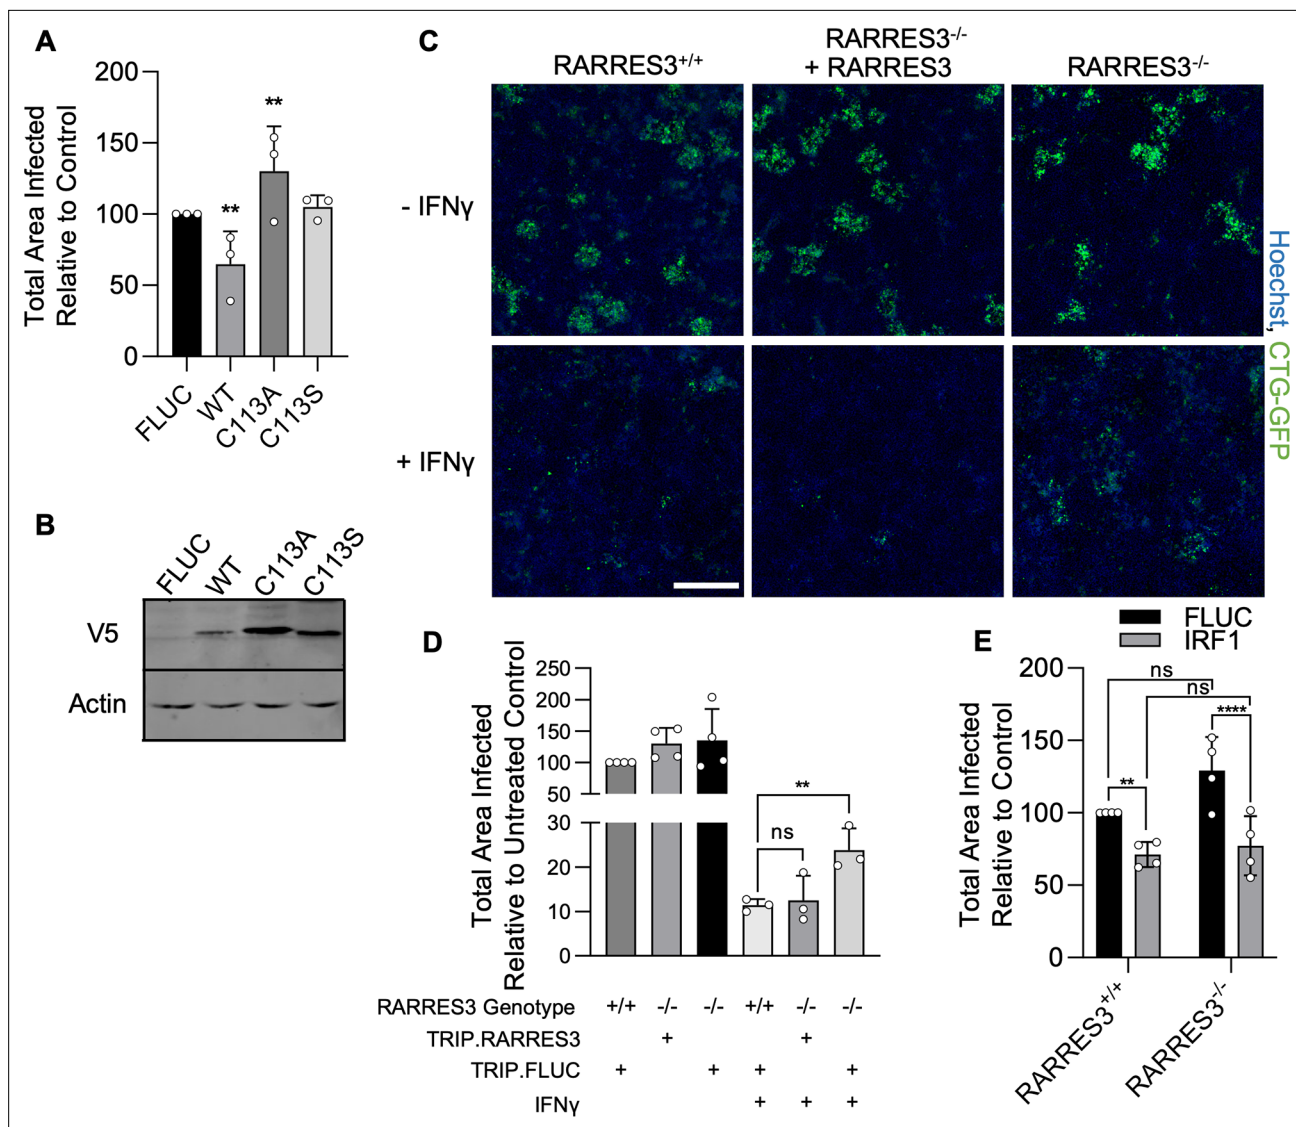 A
Total Area Infected
Relative to Control
200
150
100
50
0
**
**
FLUC
WT
C113A
C113S
B
FLUC
WT
C113A
C113S
V5
Actin
C
RARRES3+/+
RARRES3-/-
+ RARRES3
RARRES3-/-
- IFNγ
+ IFNγ
Hoechst, CTG-GFP
D
Total Area Infected
Relative to Untreated Control
250
200
150
100
50
30
20
10
0
ns
**
RARRES3 Genotype +/+ -/- -/- +/+ -/- -/-
TRIP.RARRES3 + +
TRIP.FLUC + + + +
IFNγ + + +
E
FLUC
IRF1
Total Area Infected
Relative to Control
200
150
100
50
0
ns
ns
**
****
RARRES3+/+
RARRES3-/-